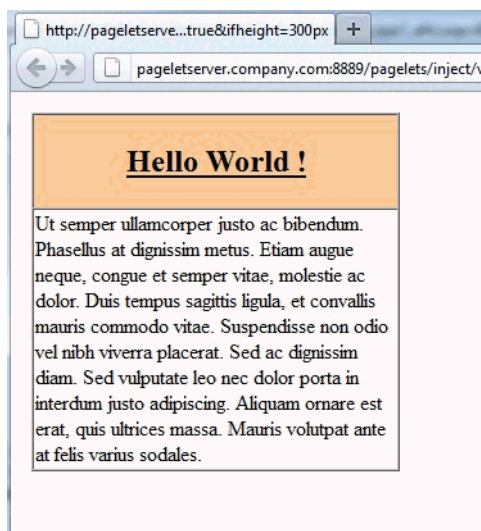 http://pageletserve...true&ifheight=300px
pageletserver.company.com:8889/pagelets/inject/v
Hello World !
Ut semper ullamcorper justo ac bibendum.
Phasellus at dignissim metus. Etiam augue
neque, congue et semper vitae, molestie ac
dolor. Duis tempus sagittis ligula, et convallis
mauris commodo vitae. Suspendisse non odio
vel nibh viverra placerat. Sed ac dignissim
diam. Sed vulputate leo nec dolor porta in
interdum justo adipiscing. Aliquam ornare est
erat, quis ultrices massa. Mauris volutpat ante
at felis varius sodales.